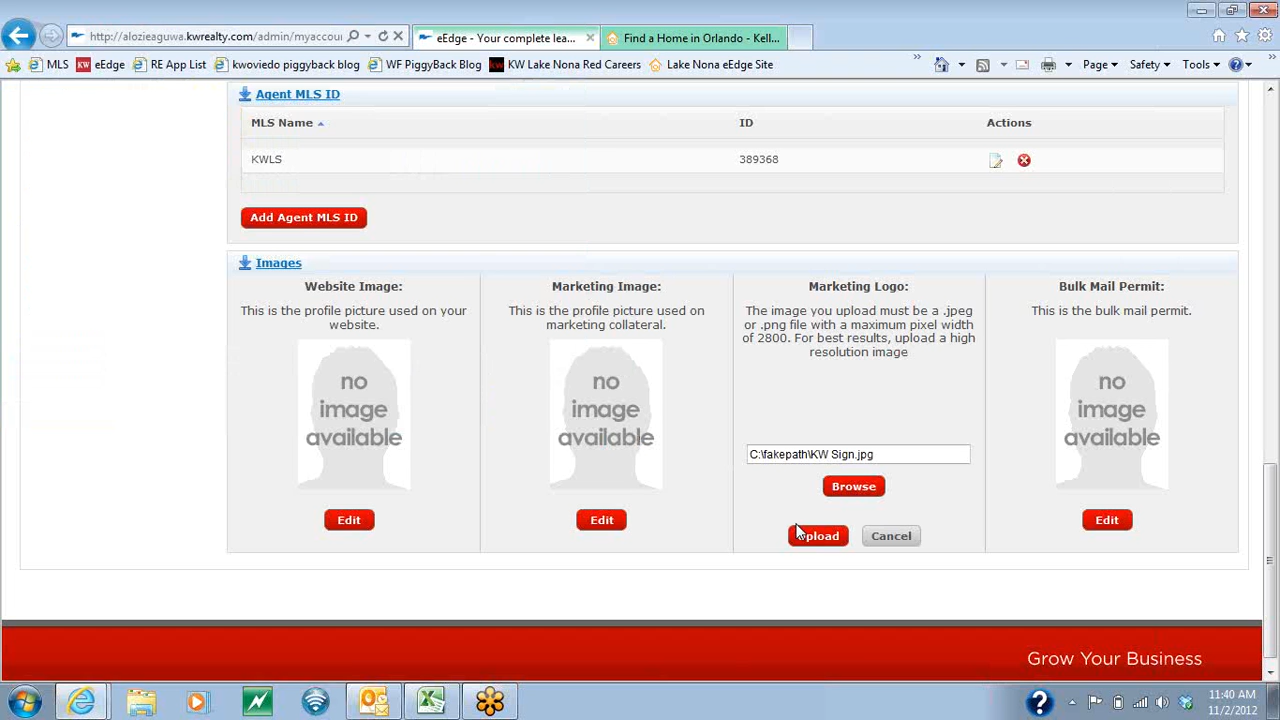 http://alozieaguwa.kwrealty.com/admin/myaccou
eEdge - Your complete lea...
Find a Home in Orlando - Kell...
MLS
eEdge
RE App List
kwoviedo piggyback blog
WF PiggyBack Blog
kw
KW Lake Nona Red Careers
Lake Nona eEdge Site
Page
Safety
Tools
Agent MLS ID
MLS Name
ID
Actions
KWLS
389368
Add Agent MLS ID
Images
Website Image:
This is the profile picture used on your
website.
no
image
available
Edit
Marketing Image:
This is the profile picture used on
marketing collateral.
no
image
available
Edit
Marketing Logo:
The image you upload must be a .jpeg
or .png file with a maximum pixel width
of 2800. For best results, upload a high
resolution image
C:\fakepath\KW Sign.jpg
Browse
Upload
Cancel
Bulk Mail Permit:
This is the bulk mail permit.
no
image
available
Edit
Grow Your Business
11:40 AM
11/2/2012